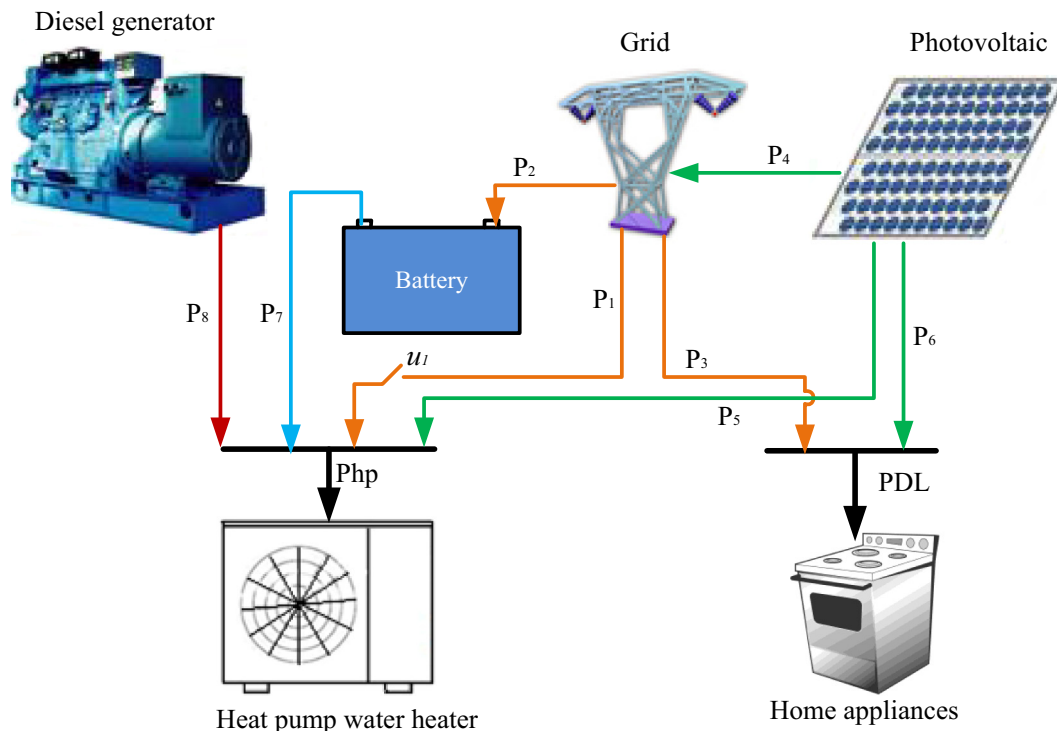 Diesel generator
Grid
Photovoltaic
P2
P4
Battery
P8
P7
P1
P6
u1
P3
P5
Php
PDL
Heat pump water heater
Home appliances